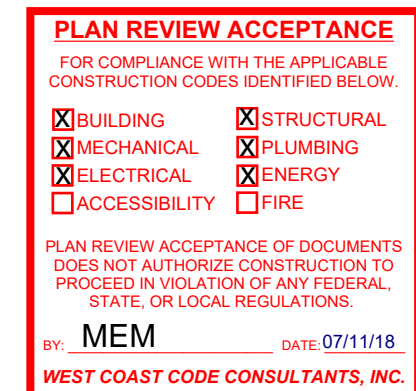 PLAN REVIEW ACCEPTANCE
FOR COMPLIANCE WITH THE APPLICABLE
CONSTRUCTION CODES IDENTIFIED BELOW.
X BUILDING X STRUCTURAL
X MECHANICAL X PLUMBING
X ELECTRICAL X ENERGY
ACCESSIBILITY FIRE
PLAN REVIEW ACCEPTANCE OF DOCUMENTS
DOES NOT AUTHORIZE CONSTRUCTION TO
PROCEED IN VIOLATION OF ANY FEDERAL,
STATE, OR LOCAL REGULATIONS.
BY: MEM DATE: 07/11/18
WEST COAST CODE CONSULTANTS, INC.